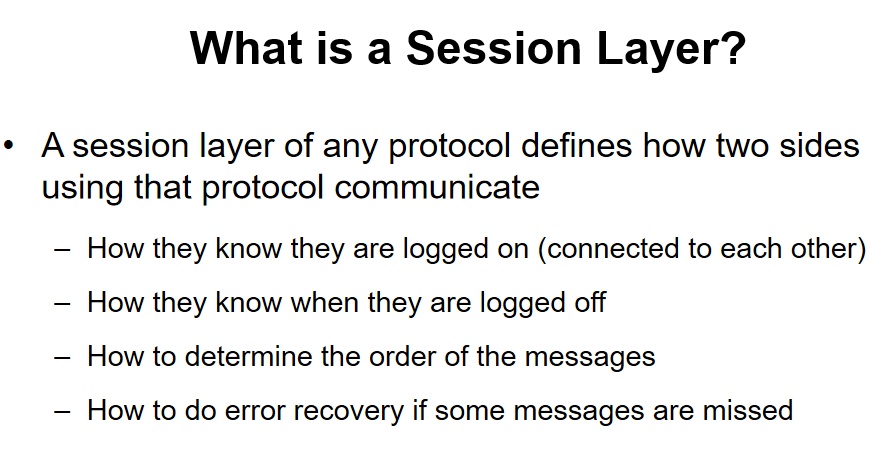 What is a Session Layer?
• A session layer of any protocol defines how two sides
using that protocol communicate
– How they know they are logged on (connected to each other)
– How they know when they are logged off
– How to determine the order of the messages
– How to do error recovery if some messages are missed